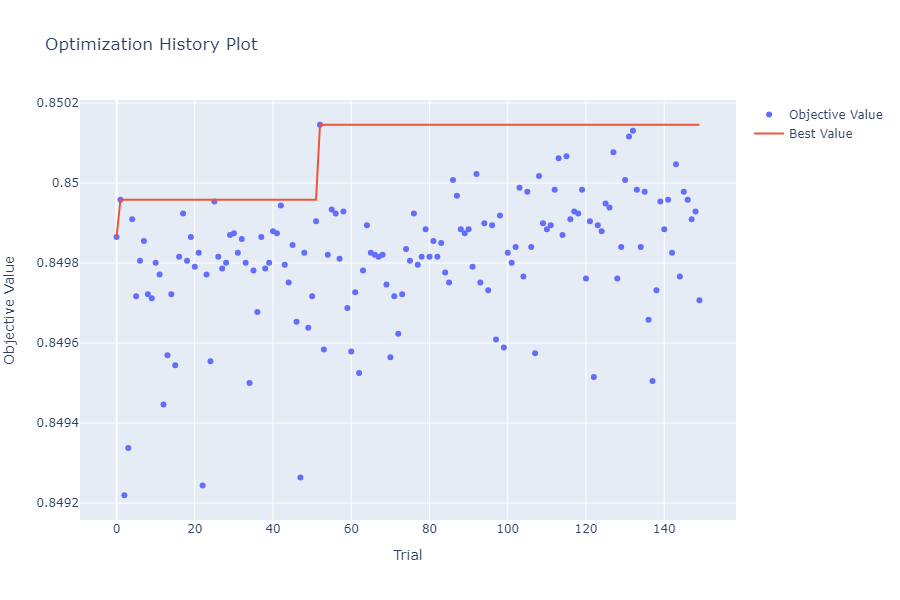 Optimization History Plot
0.8502
0.85
0.8498
0.8496
0.8494
0.8492
Objective Value
0
20
40
60
80
100
120
140
Trial
Objective Value
Best Value